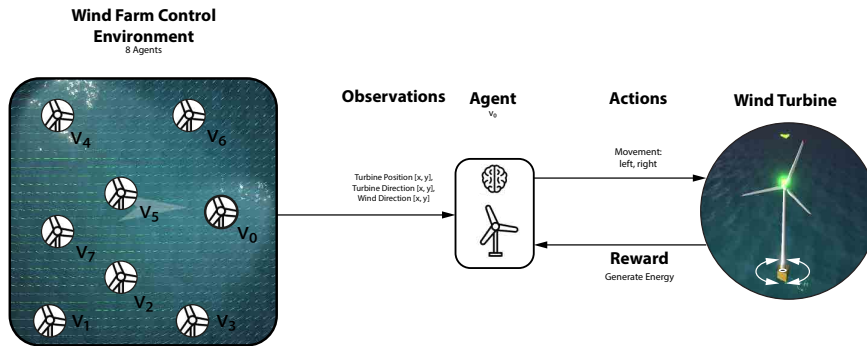 Wind Farm Control
Environment
8 Agents
Observations
Agent
v₀
Actions
Wind Turbine
V₄
V₆
V₅
V₀
V₇
V₂
V₁
V₃
Turbine Position [x, y],
Turbine Direction [x, y],
Wind Direction [x, y]
Movement:
left, right
Reward
Generate Energy